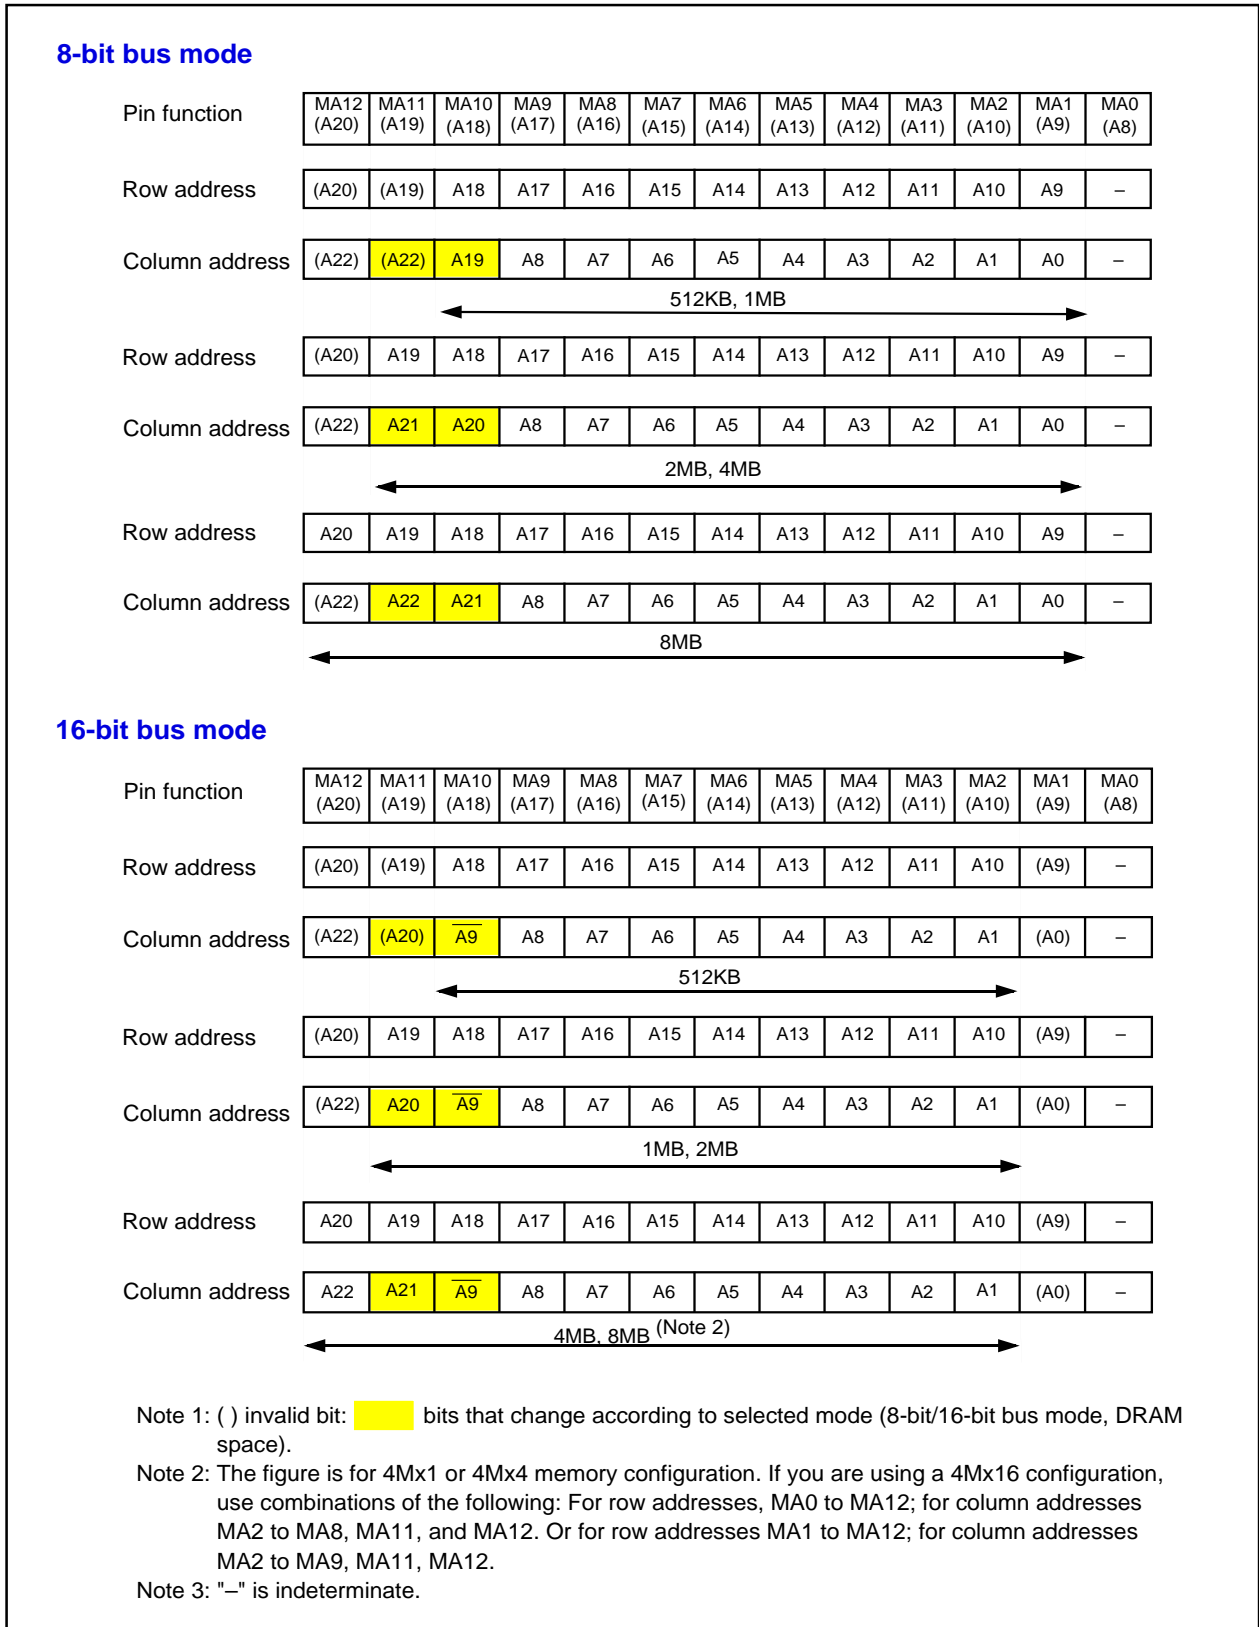 8-bit bus mode
Pin function MA12 MA11 MA10 MA9 MA8 MA7 MA6 MA5 MA4 MA3 MA2 MA1 MA0
(A20) (A19) (A18) (A17) (A16) (A15) (A14) (A13) (A12) (A11) (A10) (A9) (A8)
Row address (A20) (A19) A18 A17 A16 A15 A14 A13 A12 A11 A10 A9 –
Column address (A22) (A22) A19 A8 A7 A6 A5 A4 A3 A2 A1 A0 –
512KB, 1MB
Row address (A20) A19 A18 A17 A16 A15 A14 A13 A12 A11 A10 A9 –
Column address (A22) A21 A20 A8 A7 A6 A5 A4 A3 A2 A1 A0 –
2MB, 4MB
Row address A20 A19 A18 A17 A16 A15 A14 A13 A12 A11 A10 A9 –
Column address (A22) A22 A21 A8 A7 A6 A5 A4 A3 A2 A1 A0 –
8MB
16-bit bus mode
Pin function MA12 MA11 MA10 MA9 MA8 MA7 MA6 MA5 MA4 MA3 MA2 MA1 MA0
(A20) (A19) (A18) (A17) (A16) (A15) (A14) (A13) (A12) (A11) (A10) (A9) (A8)
Row address (A20) (A19) A18 A17 A16 A15 A14 A13 A12 A11 A10 (A9) –
Column address (A22) (A20) A̅9̅ A8 A7 A6 A5 A4 A3 A2 A1 (A0) –
512KB
Row address (A20) A19 A18 A17 A16 A15 A14 A13 A12 A11 A10 (A9) –
Column address (A22) A20 A̅9̅ A8 A7 A6 A5 A4 A3 A2 A1 (A0) –
1MB, 2MB
Row address A20 A19 A18 A17 A16 A15 A14 A13 A12 A11 A10 (A9) –
Column address A22 A21 A̅9̅ A8 A7 A6 A5 A4 A3 A2 A1 (A0) –
4MB, 8MB (Note 2)
Note 1: ( ) invalid bit: bits that change according to selected mode (8-bit/16-bit bus mode, DRAM
space).
Note 2: The figure is for 4Mx1 or 4Mx4 memory configuration. If you are using a 4Mx16 configuration,
use combinations of the following: For row addresses, MA0 to MA12; for column addresses
MA2 to MA8, MA11, and MA12. Or for row addresses MA1 to MA12; for column addresses
MA2 to MA9, MA11, MA12.
Note 3: "–" is indeterminate.